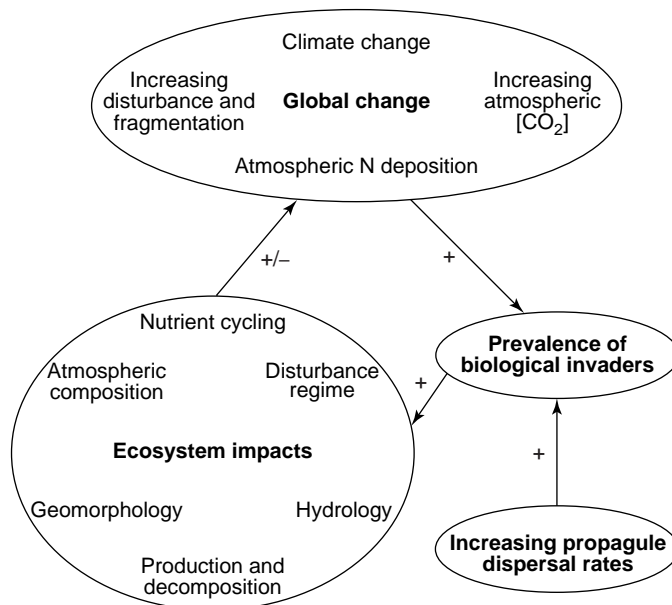 Climate change
Increasing
disturbance and
fragmentation
Global change
Increasing
atmospheric
[CO₂]
Atmospheric N deposition
+/–
+
Nutrient cycling
Atmospheric
composition
Disturbance
regime
Ecosystem impacts
Geomorphology
Hydrology
Production and
decomposition
+
Prevalence of
biological invaders
+
Increasing propagule
dispersal rates